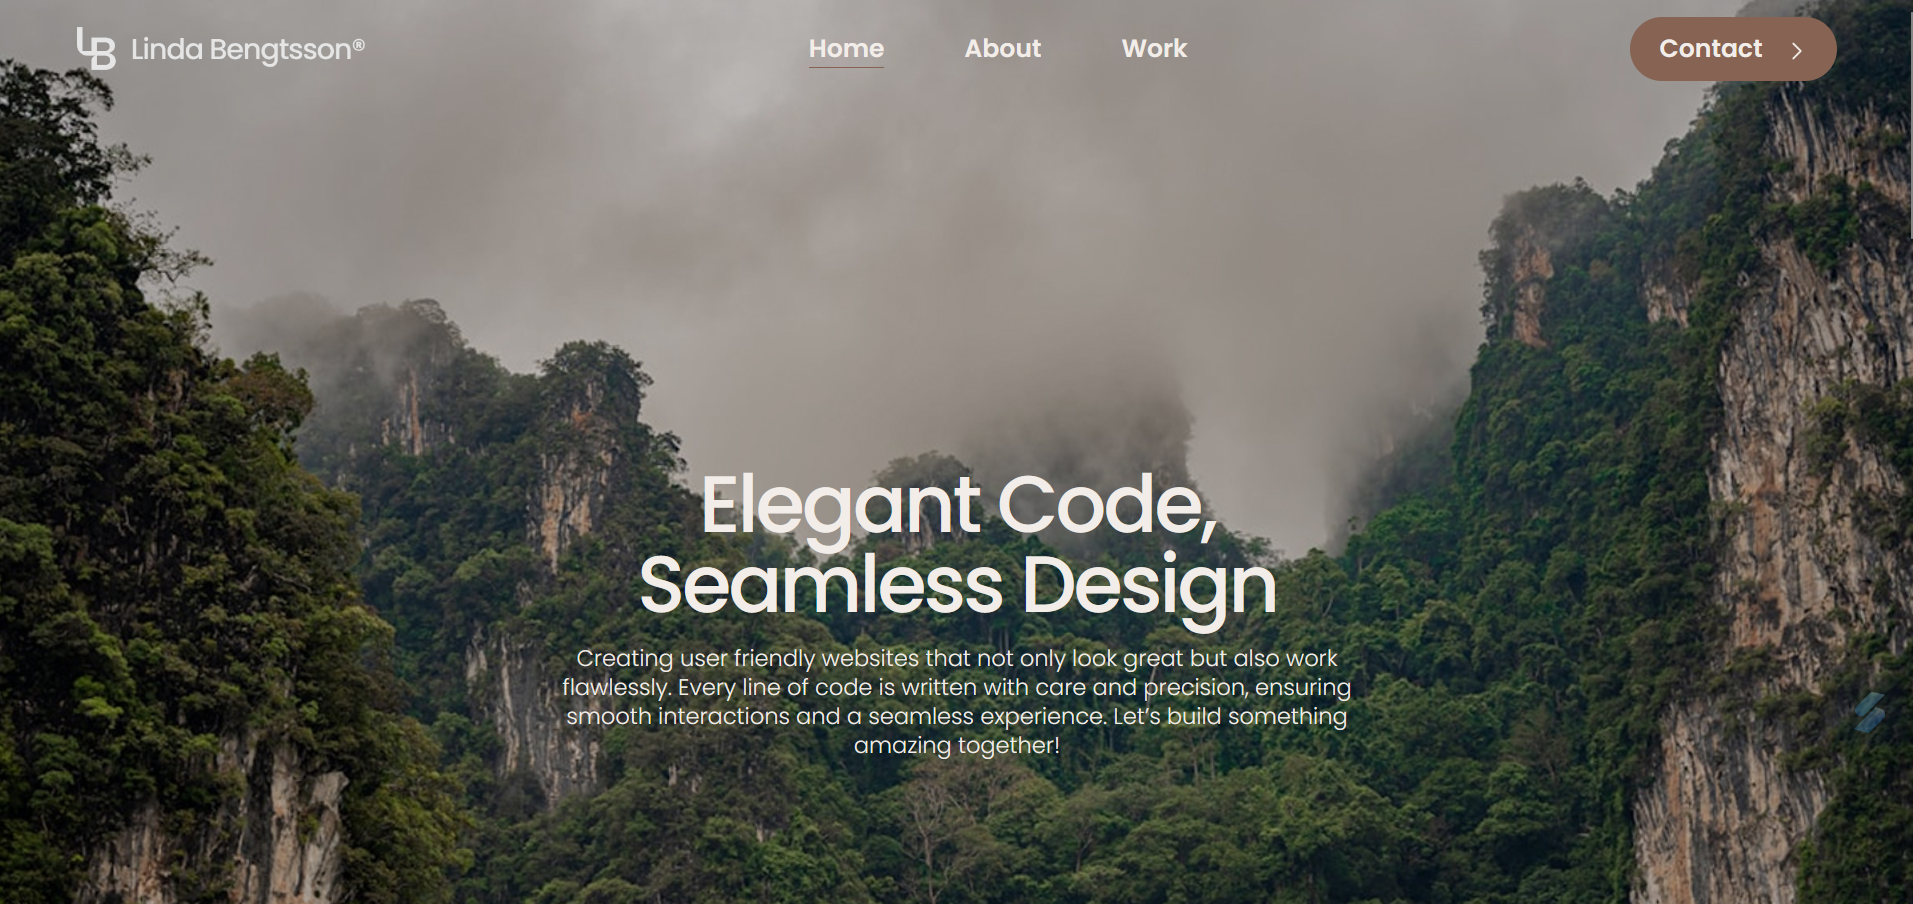 LB Linda Bengtsson®
Home
About
Work
Contact
Elegant Code,
Seamless Design
Creating user friendly websites that not only look great but also work
flawlessly. Every line of code is written with care and precision, ensuring
smooth interactions and a seamless experience. Let’s build something
amazing together!